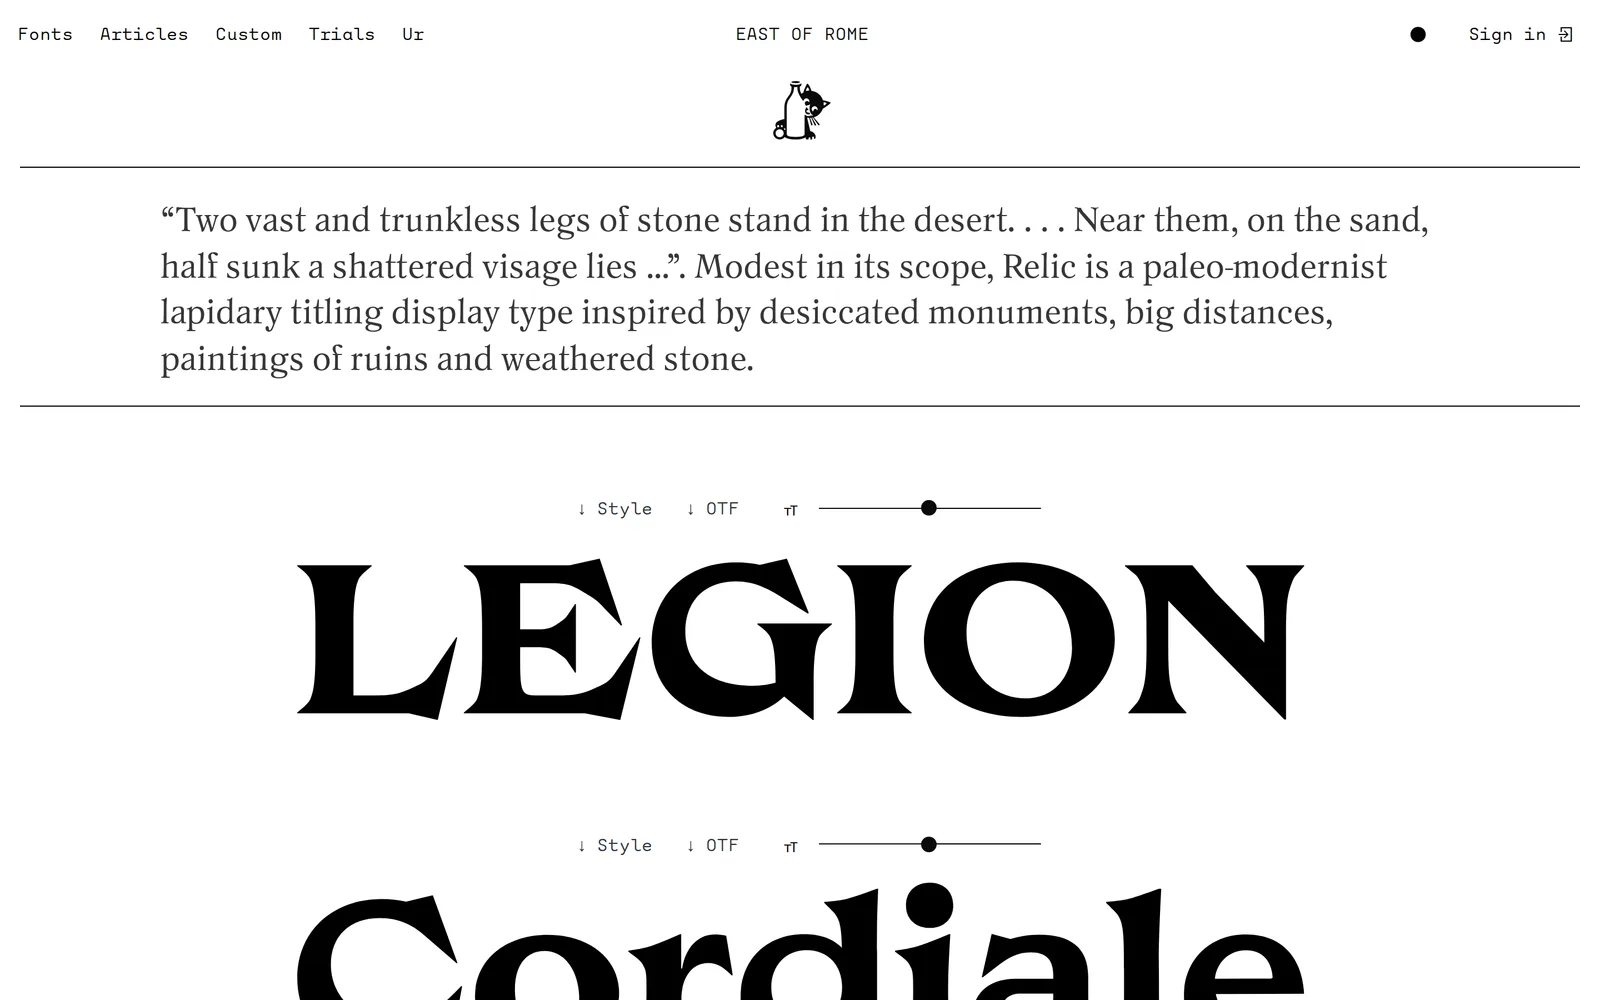 Fonts Articles Custom Trials Ur EAST OF ROME Sign in
“Two vast and trunkless legs of stone stand in the desert. . . . Near them, on the sand,
half sunk a shattered visage lies ...”. Modest in its scope, Relic is a paleo-modernist
lapidary titling display type inspired by desiccated monuments, big distances,
paintings of ruins and weathered stone.
↓ Style ↓ OTF TT
LEGION
↓ Style ↓ OTF TT
Cordiale